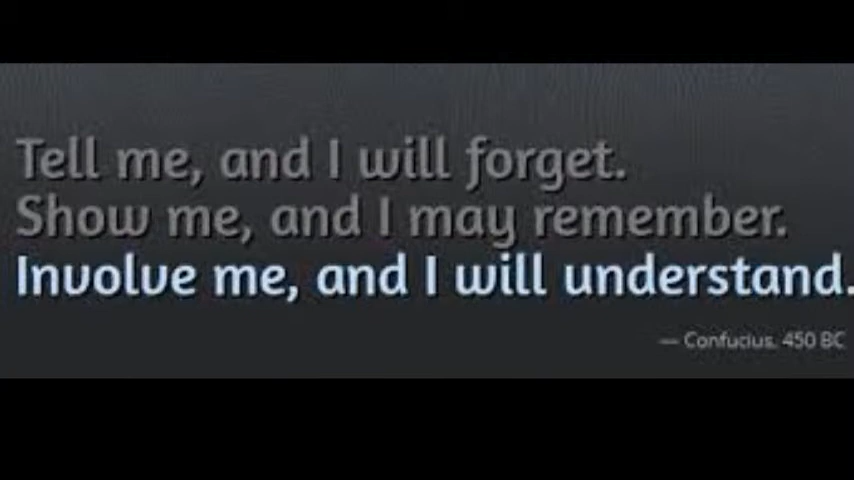 Tell me, and I will forget.
Show me, and I may remember.
Involve me, and I will understand.
— Confucius, 450 BC